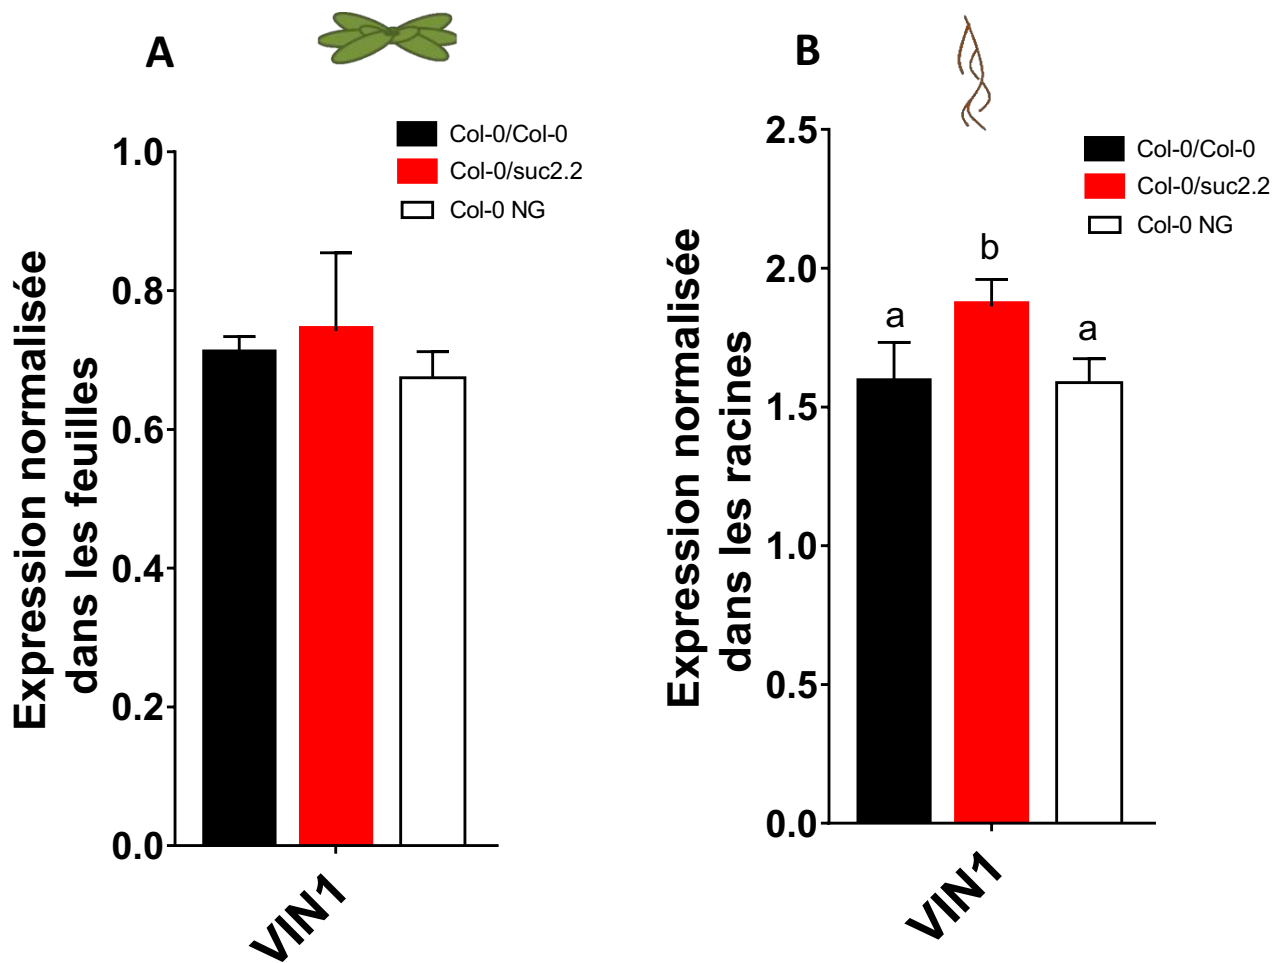 A
Col-0/Col-0
Col-0/suc2.2
Col-0 NG
1.0
0.8
0.6
0.4
0.2
0.0
Expression normalisée
dans les feuilles
VIN1
B
Col-0/Col-0
Col-0/suc2.2
Col-0 NG
2.5
2.0
1.5
1.0
0.5
0.0
Expression normalisée
dans les racines
a
b
a
VIN1